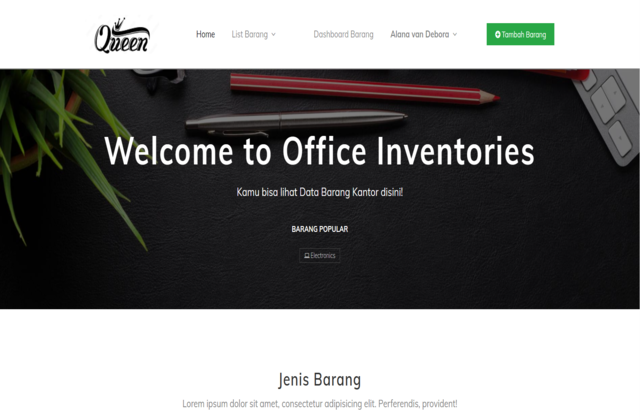 Queen
Home
List Barang
Dashboard Barang
Alana van Debora
Tambah Barang
Welcome to Office Inventories
Kamu bisa lihat Data Barang Kantor disini!
BARANG POPULAR
Electronics
Jenis Barang
Lorem ipsum dolor sit amet, consectetur adipisicing elit. Perferendis, provident!